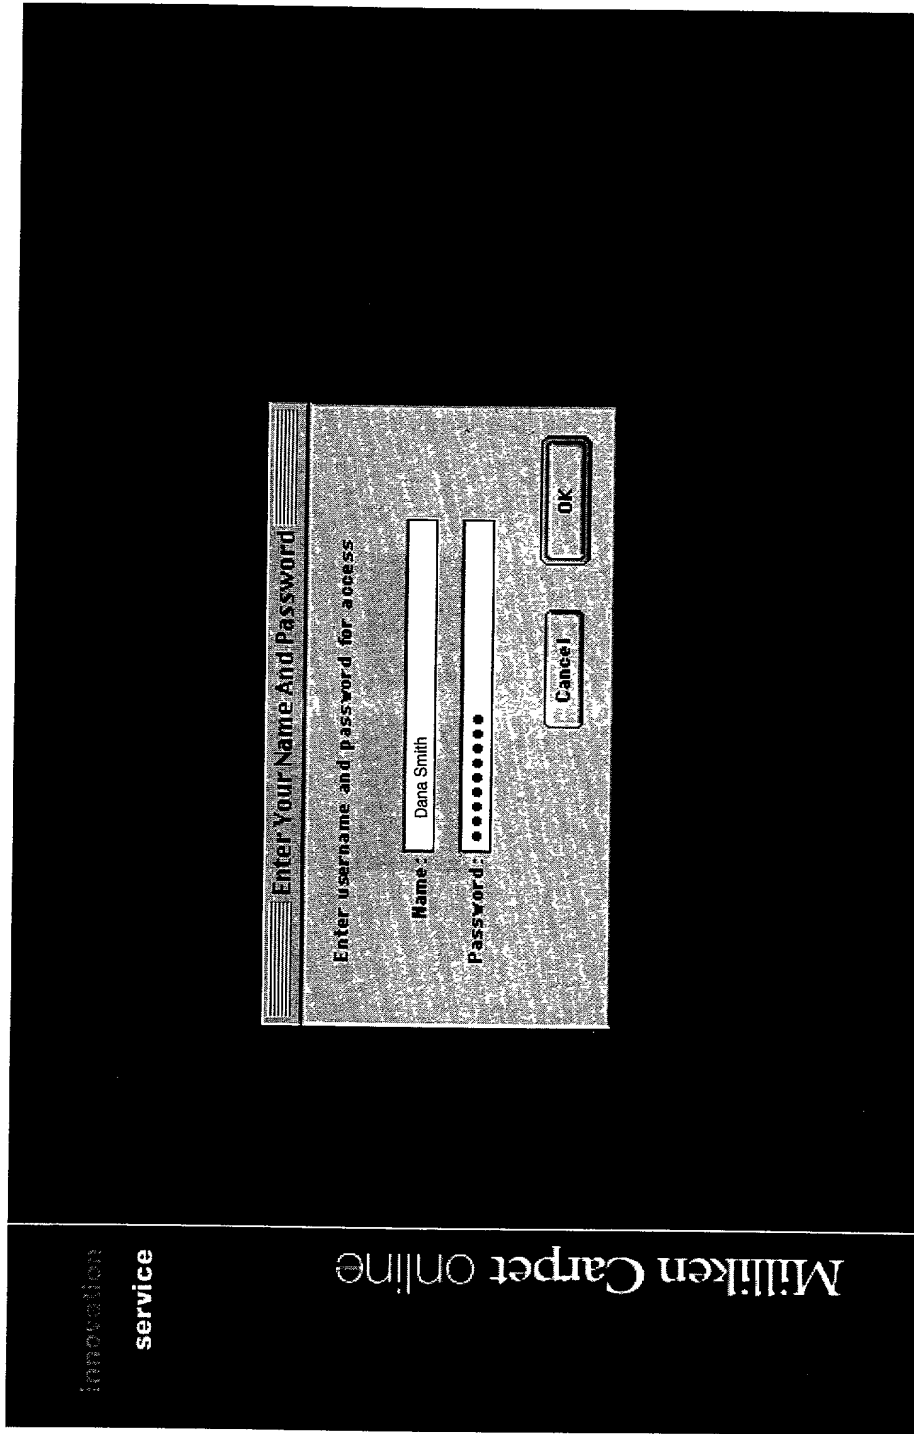 innovation
service
Milliken Carpet online
Enter Your Name And Password
Enter username and password for access
Name: Dana Smith
Password: ••••••••••
Cancel
OK